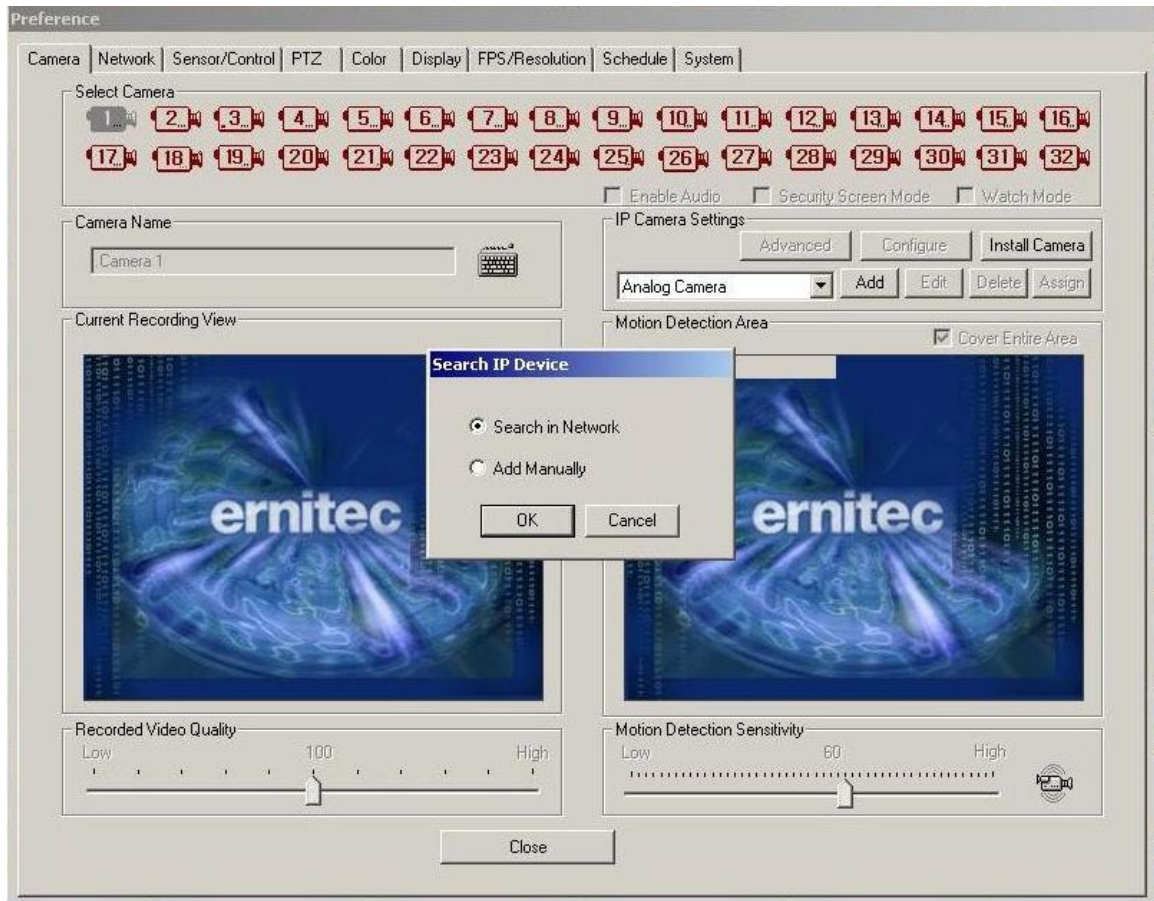 Preference
Camera Network Sensor/Control PTZ Color Display FPS/Resolution Schedule System
Select Camera
1... 2... 3... 4... 5... 6... 7... 8... 9... 10... 11... 12... 13... 14... 15... 16...
17... 18 19... 20 21 22 23 24 25 26 27 28 29 30 31 32
Enable Audio Security Screen Mode Watch Mode
Camera Name
.Camera 1
IP Camera Settings
Advanced Configure Install Camera
Analog Camera Add Edit Delete Assign
Current Recording View
Motion Detection Area
Cover Entire Area
Search IP Device
Search in Network
Add Manually
OK Cancel
ernitec
ernitec
Recorded Video Quality
Low 100 High
Motion Detection Sensitivity
Low 60 High
Close